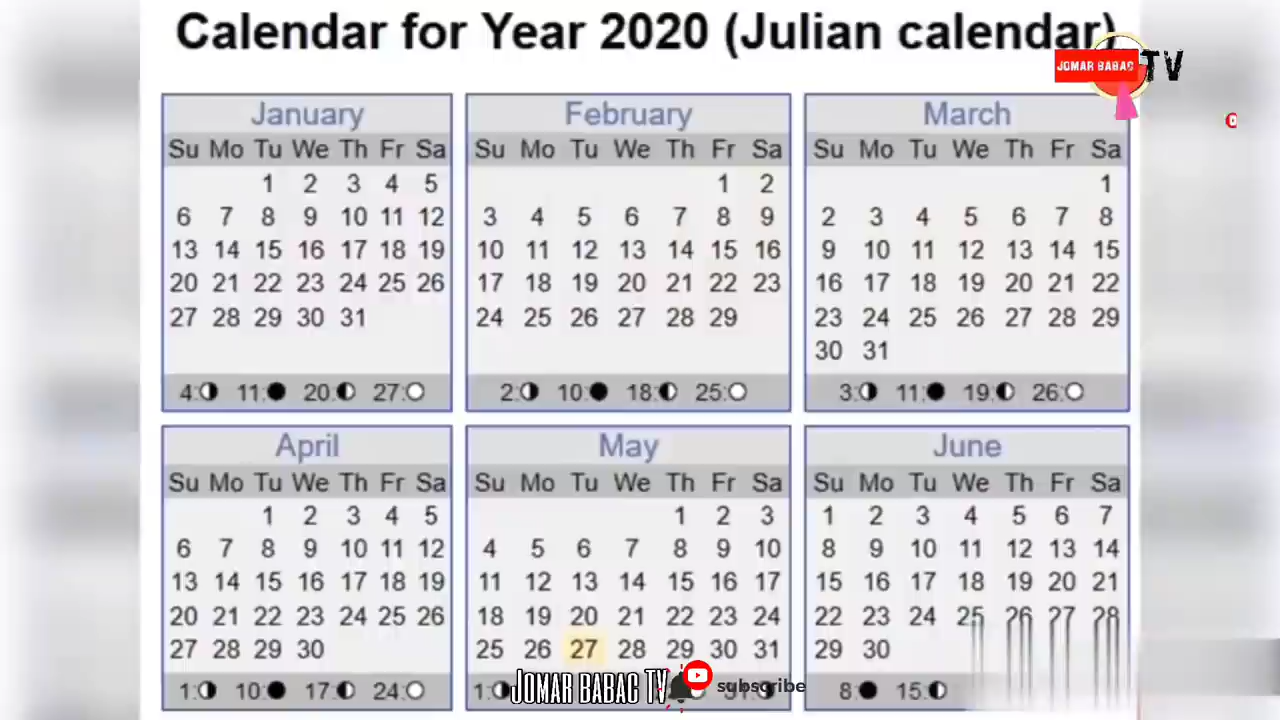 Calendar for Year 2020 (Julian calendar)
JOMAR BABAC TV
January
Su Mo Tu We Th Fr Sa
1 2 3 4 5
6 7 8 9 10 11 12
13 14 15 16 17 18 19
20 21 22 23 24 25 26
27 28 29 30 31
4: 11: 20: 27:
February
Su Mo Tu We Th Fr Sa
1 2
3 4 5 6 7 8 9
10 11 12 13 14 15 16
17 18 19 20 21 22 23
24 25 26 27 28 29
2: 10: 18: 25:
March
Su Mo Tu We Th Fr Sa
1
2 3 4 5 6 7 8
9 10 11 12 13 14 15
16 17 18 19 20 21 22
23 24 25 26 27 28 29
30 31
3: 11: 19: 26:
April
Su Mo Tu We Th Fr Sa
1 2 3 4 5
6 7 8 9 10 11 12
13 14 15 16 17 18 19
20 21 22 23 24 25 26
27 28 29 30
1: 10: 17: 24:
May
Su Mo Tu We Th Fr Sa
1 2 3
4 5 6 7 8 9 10
11 12 13 14 15 16 17
18 19 20 21 22 23 24
25 26 27 28 29 30 31
1:
June
Su Mo Tu We Th Fr Sa
1 2 3 4 5 6 7
8 9 10 11 12 13 14
15 16 17 18 19 20 21
22 23 24 25 26 27 28
29 30
8: 15:
JOMAR BABAC TV
subscribe